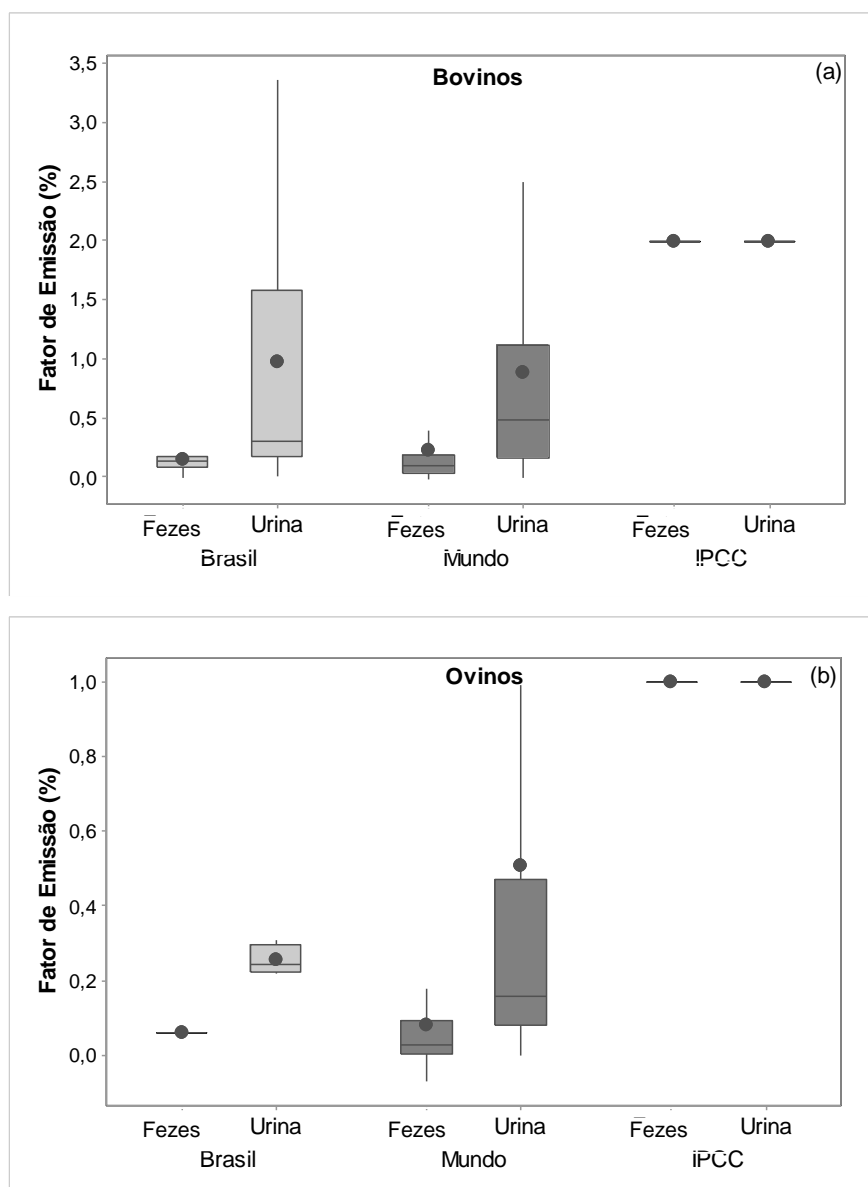 (a)
Bovinos
Fator de Emissão (%)
3,5
3,0
2,5
2,0
1,5
1,0
0,5
0,0
Fezes Urina Fezes Urina Fezes Urina
Brasil Mundo IPCC
(b)
Ovinos
Fator de Emissão (%)
1,0
0,8
0,6
0,4
0,2
0,0
Fezes Urina Fezes Urina Fezes Urina
Brasil Mundo IPCC